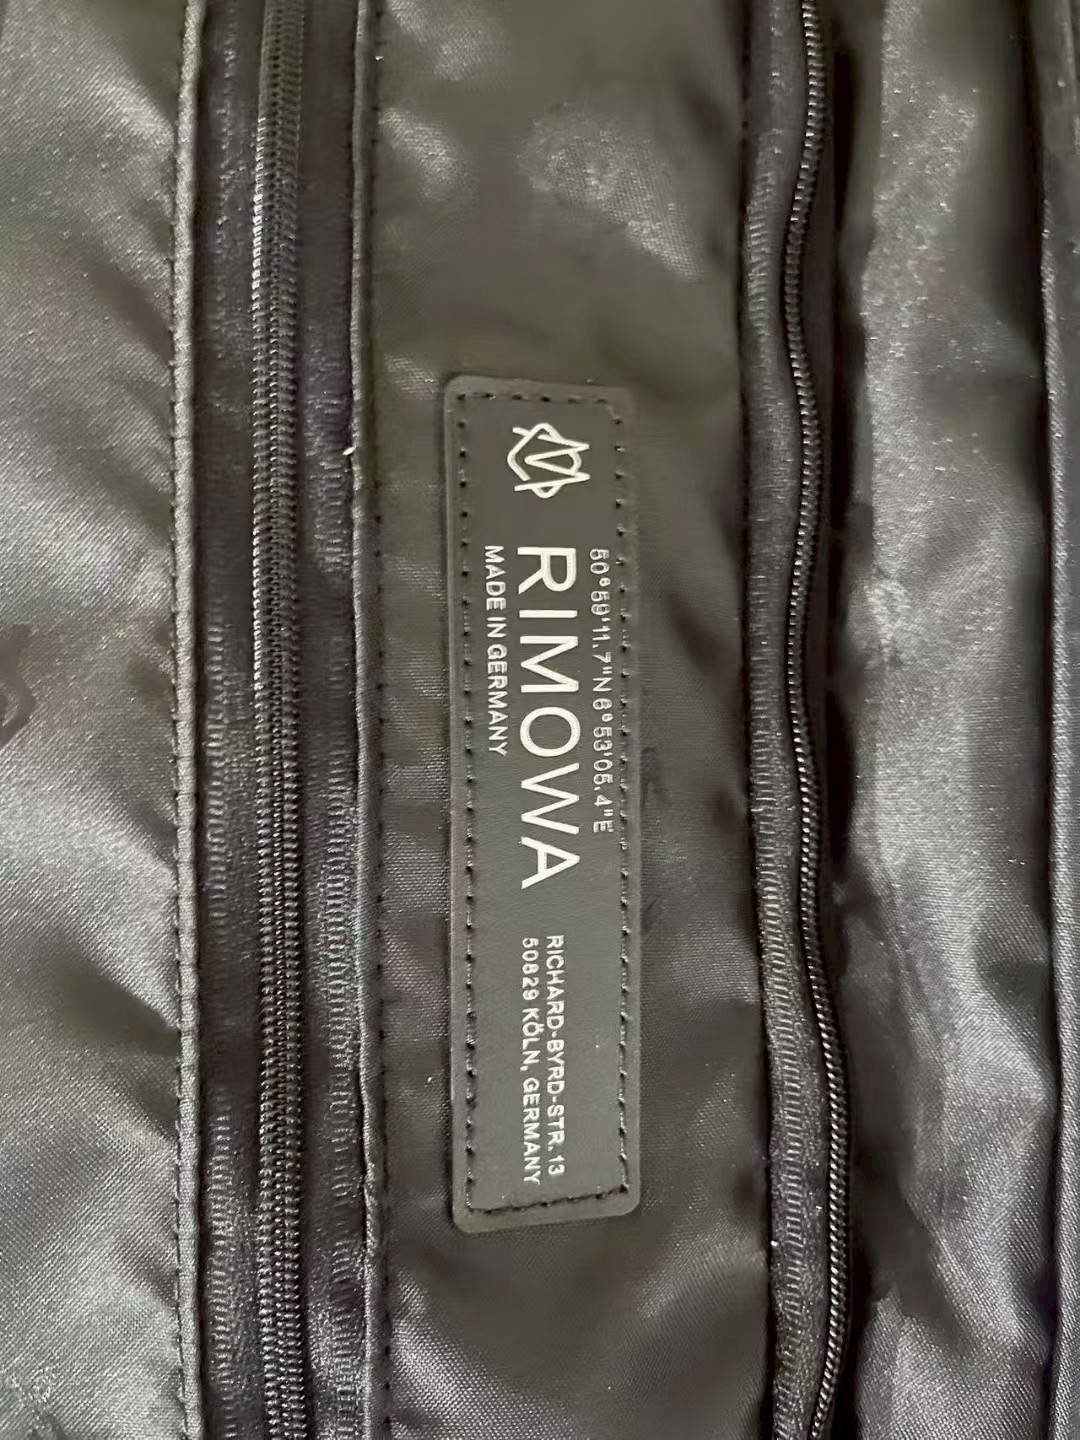 50°59'11.7"N 6°53'05.4"E
RIMOWA
MADE IN GERMANY
RICHARD-BYRD-STR. 13
50829 KÖLN, GERMANY